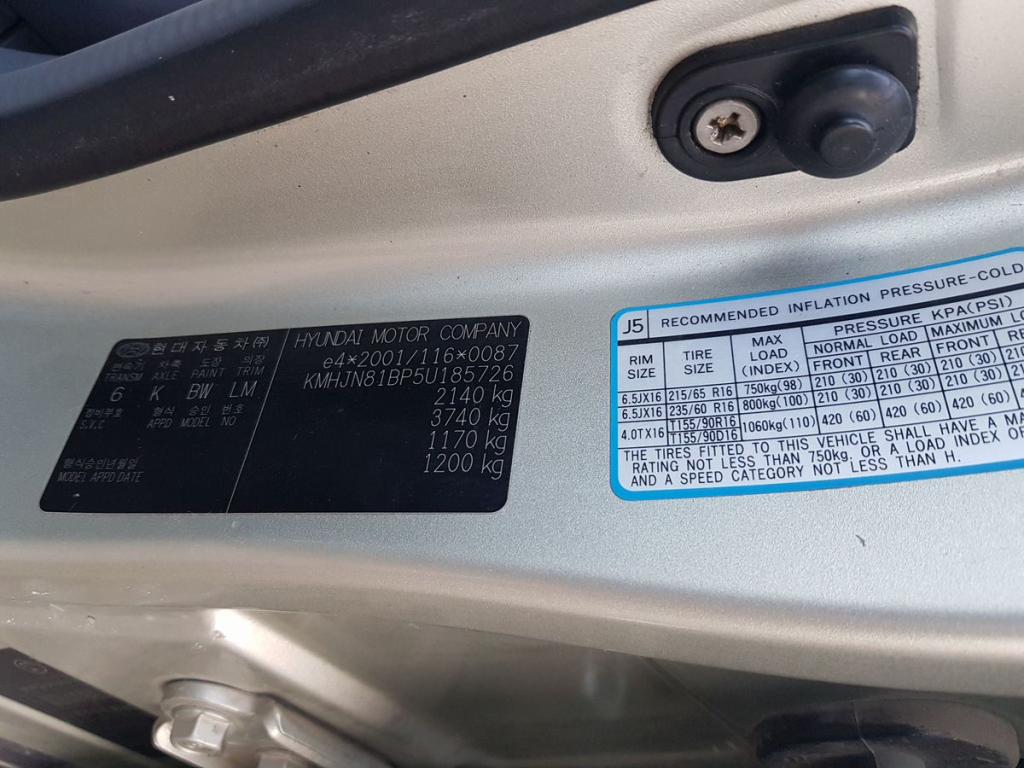 현대자동차㈜
변속기 차축 도장 의장
TRANSM AXLE PAINT TRIM
6 K BW LM
장비부호 형식 승인 번호
S.V.C APPD MODEL NO
형식승인년월일
MODEL APPD DATE
HYUNDAI MOTOR COMPANY
e4*2001/116*0087
KMHJN81BP5U185726
2140 kg
3740 kg
1170 kg
1200 kg
J5 RECOMMENDED INFLATION PRESSURE-COLD
RIM SIZE TIRE SIZE MAX LOAD (INDEX) PRESSURE KPA(PSI)
NORMAL LOAD MAXIMUM LO
FRONT REAR FRONT
6.5JX16 215/65 R16 750kg(98) 210 (30) 210 (30) 210 (30) 210
6.5JX16 235/60 R16 800kg(100) 210 (30) 210 (30) 210 (30) 210
4.0TX16 T155/90R16 T155/90D16 1060kg(110) 420 (60) 420 (60) 420 (60) 420
THE TIRES FITTED TO THIS VEHICLE SHALL HAVE A MA
RATING NOT LESS THAN 750kg. OR A LOAD INDEX OF
AND A SPEED CATEGORY NOT LESS THAN H.